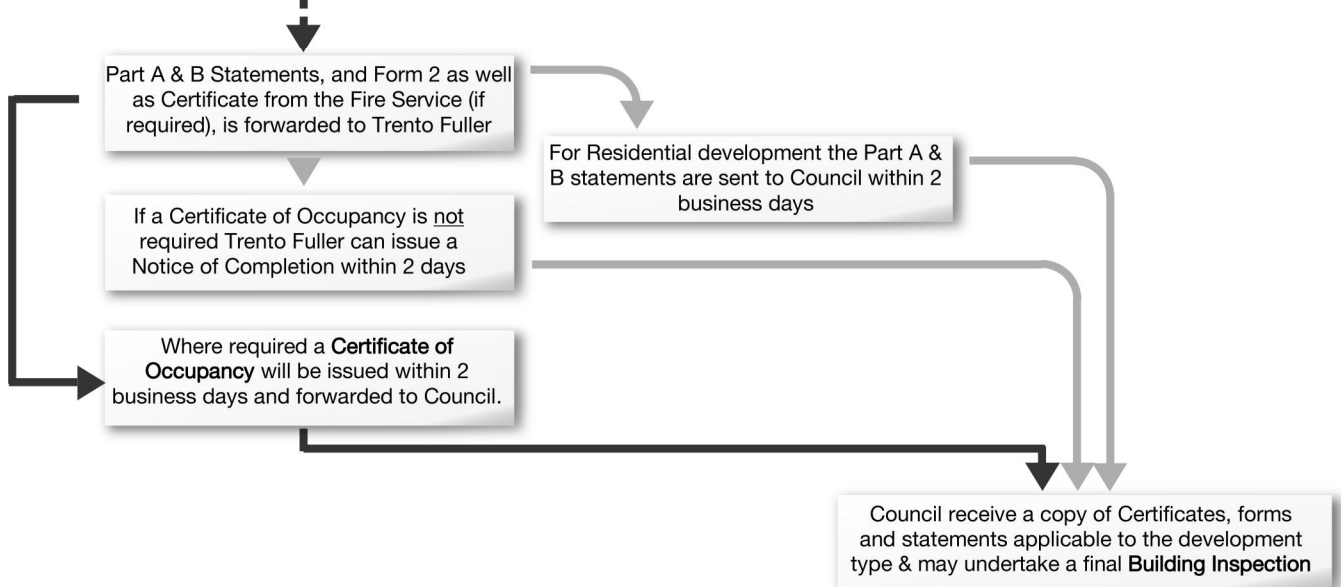 Part A & B Statements, and Form 2 as well
as Certificate from the Fire Service (if
required), is forwarded to Trento Fuller
For Residential development the Part A &
B statements are sent to Council within 2
business days
If a Certificate of Occupancy is not
required Trento Fuller can issue a
Notice of Completion within 2 days
Where required a Certificate of
Occupancy will be issued within 2
business days and forwarded to Council.
Council receive a copy of Certificates, forms
and statements applicable to the development
type & may undertake a final Building Inspection